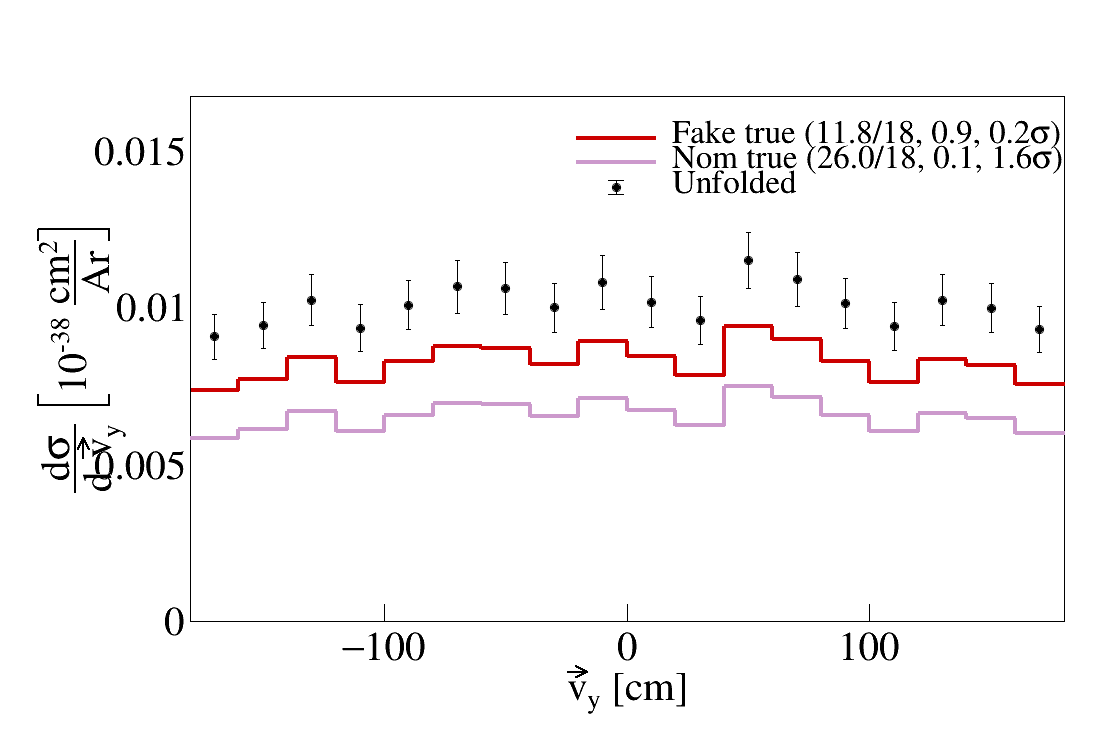 Fake true (11.8/18, 0.9, 0.2σ)
Nom true (26.0/18, 0.1, 1.6σ)
Unfolded
0.015
0.01
0.005
0
−100
0
100
v⃗y [cm]
dσ/dv⃗y [10⁻³⁸ cm²/Ar]